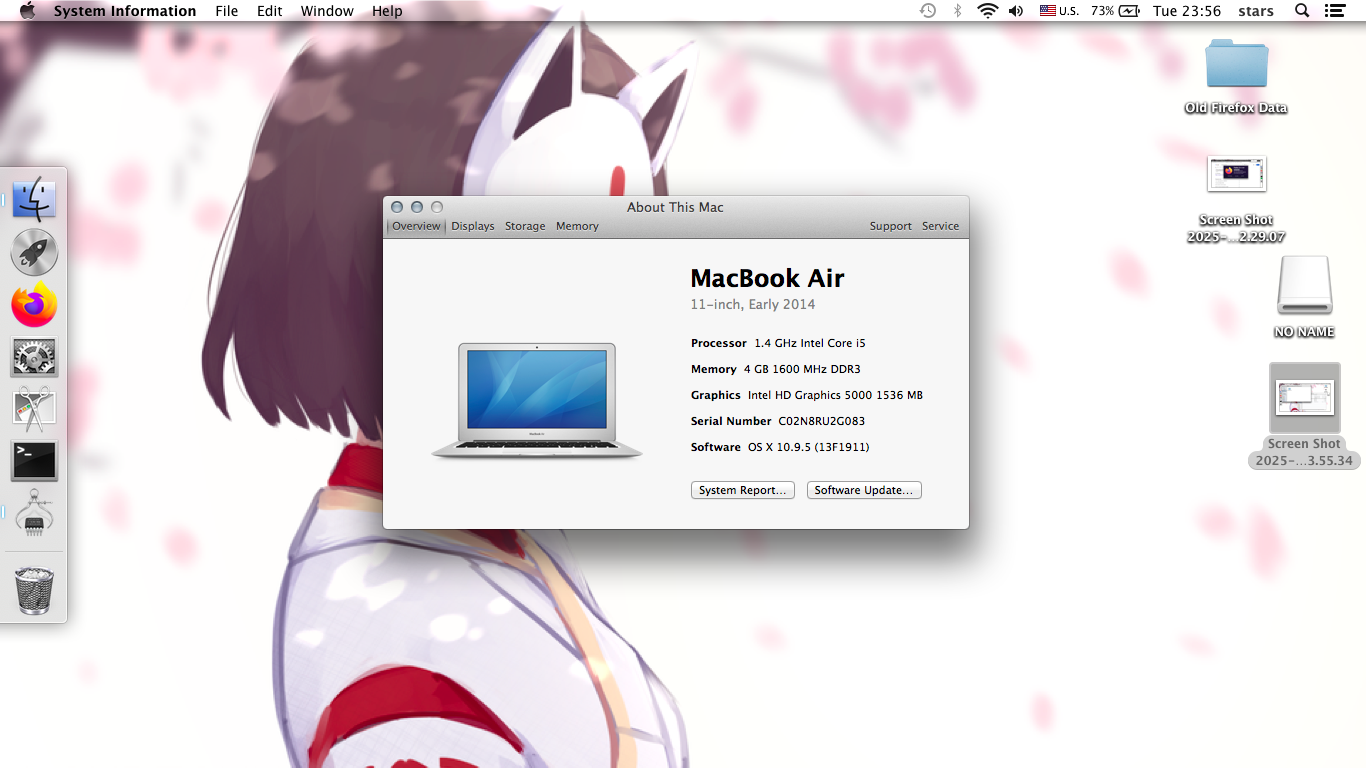 System Information File Edit Window Help U.S. 73% Tue 23:56 stars
Old Firefox Data
Screen Shot
2025-...2.29.07
NO NAME
Screen Shot
2025-...3.55.34
About This Mac
Overview Displays Storage Memory Support Service
MacBook Air
11-inch, Early 2014
Processor 1.4 GHz Intel Core i5
Memory 4 GB 1600 MHz DDR3
Graphics Intel HD Graphics 5000 1536 MB
Serial Number C02N8RU2G083
Software OS X 10.9.5 (13F1911)
System Report... Software Update...
>_